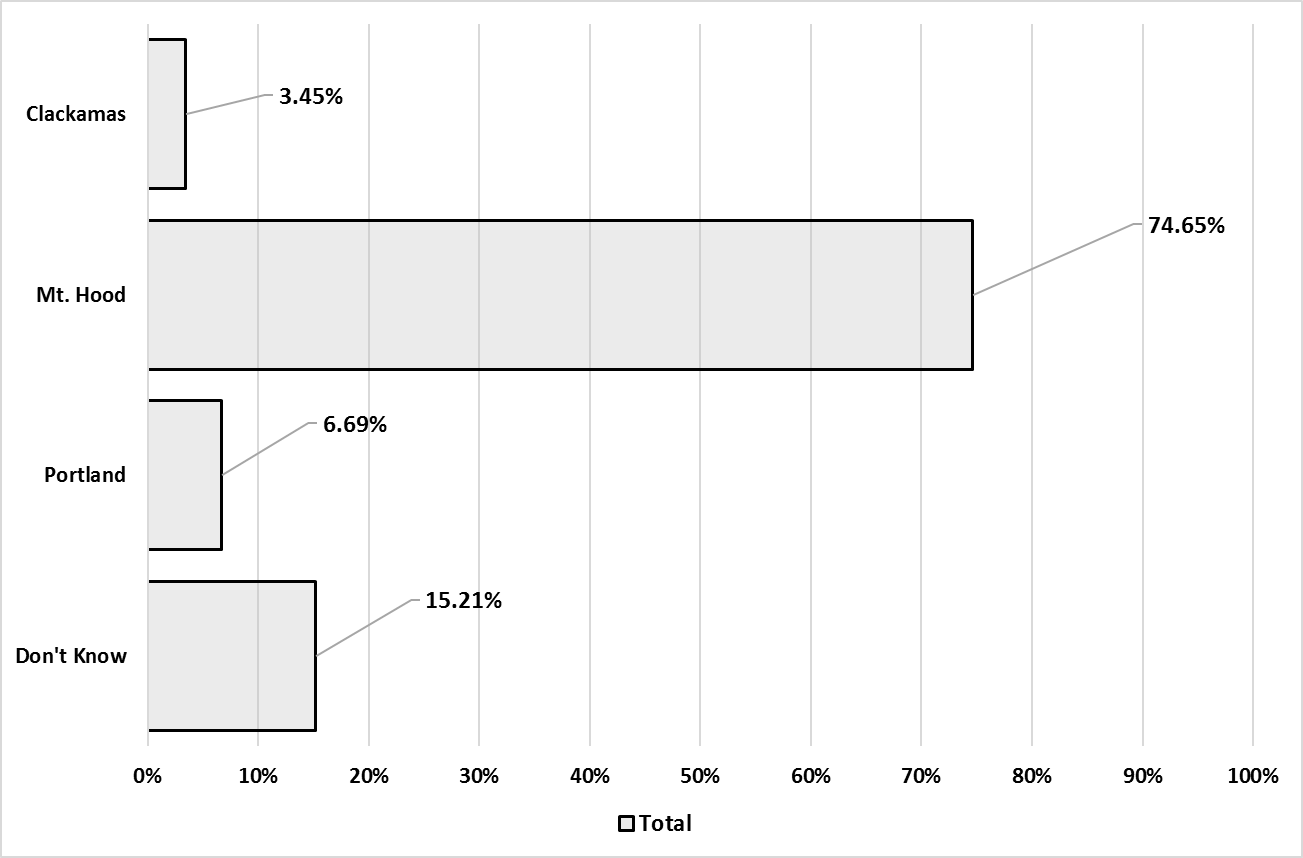 Clackamas
3.45%
Mt. Hood
74.65%
Portland
6.69%
Don't Know
15.21%
0% 10% 20% 30% 40% 50% 60% 70% 80% 90% 100%
Total